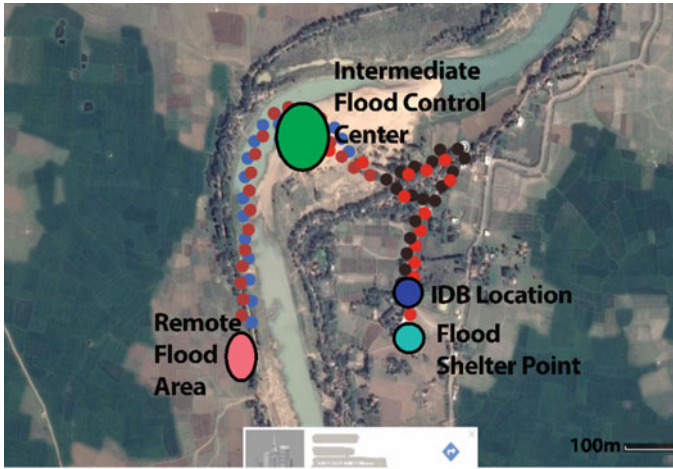 Intermediate
Flood Control
Center
IDB Location
Remote
Flood
Area
Flood
Shelter Point
100m